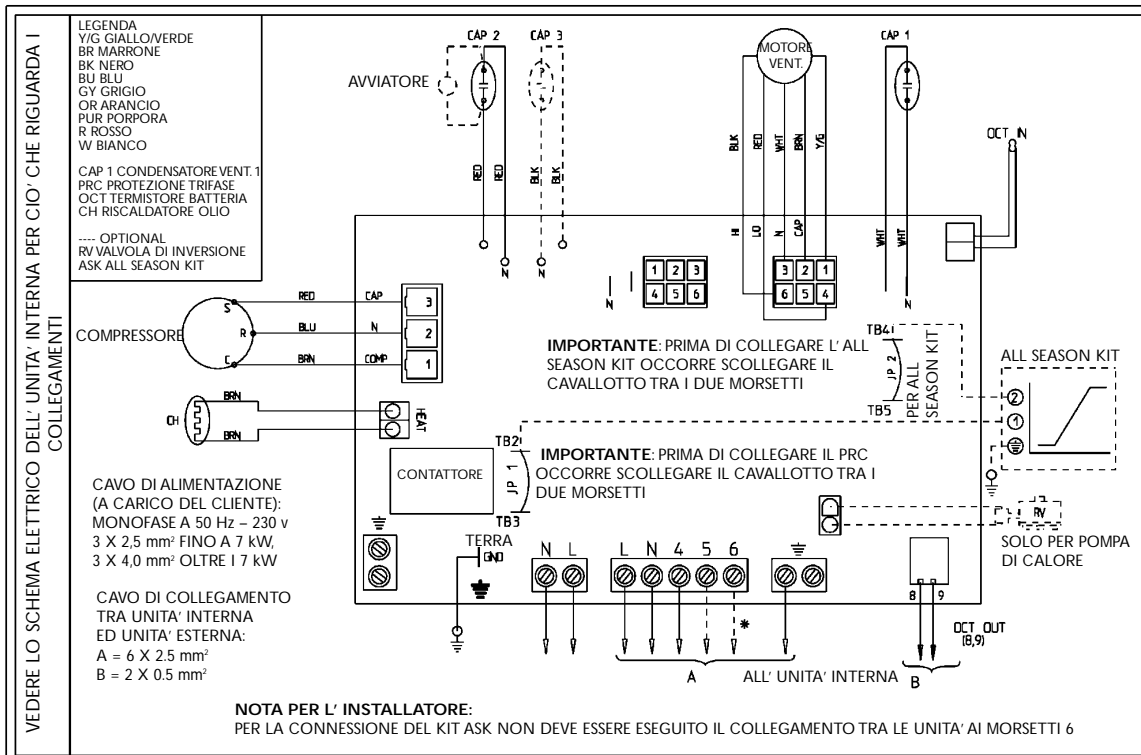 VEDERE LO SCHEMA ELETTRICO DELL' UNITA' INTERNA PER CIO' CHE RIGUARDA I
COLLEGAMENTI
LEGENDA
Y/G GIALLO/VERDE
BR MARRONE
BK NERO
BU BLU
GY GRIGIO
OR ARANCIO
PUR PORPORA
R ROSSO
W BIANCO
CAP 1 CONDENSATORE VENT. 1
PRC PROTEZIONE TRIFASE
OCT TERMISTORE BATTERIA
CH RISCALDATORE OLIO
---- OPTIONAL
RV VALVOLA DI INVERSIONE
ASK ALL SEASON KIT
CAP 2
CAP 3
AVVIATORE
RED
RED
BLK
BLK
N
N
MOTORE
VENT.
CAP 1
BLK
RED
WHT
BRN
Y/G
HI
LO
N
CAP
WHT
WHT
N
OCT IN
1 2 3
4 5 6
N
3 2 1
6 5 4
COMPRESSORE
S
R
C
RED CAP 3
BLU N 2
BRN COMP 1
IMPORTANTE: PRIMA DI COLLEGARE L' ALL
SEASON KIT OCCORRE SCOLLEGARE IL
CAVALLOTTO TRA I DUE MORSETTI
TB4
JP 2
TB5
PER ALL
SEASON KIT
ALL SEASON KIT
2
1
CH
BRN
BRN
HEAT
CONTATTORE
TB2
JP 1
TB3
IMPORTANTE: PRIMA DI COLLEGARE IL PRC
OCCORRE SCOLLEGARE IL CAVALLOTTO TRA I
DUE MORSETTI
RV
SOLO PER POMPA
DI CALORE
CAVO DI ALIMENTAZIONE
(A CARICO DEL CLIENTE):
MONOFASE A 50 Hz – 230 v
3 X 2,5 mm² FINO A 7 kW,
3 X 4,0 mm² OLTRE I 7 kW
TERRA
GND
N L
L N 4 5 6
*
8 9
OCT OUT
(8,9)
CAVO DI COLLEGAMENTO
TRA UNITA' INTERNA
ED UNITA' ESTERNA:
A = 6 X 2.5 mm²
B = 2 X 0.5 mm²
A
ALL' UNITA' INTERNA
B
NOTA PER L' INSTALLATORE:
PER LA CONNESSIONE DEL KIT ASK NON DEVE ESSERE ESEGUITO IL COLLEGAMENTO TRA LE UNITA' AI MORSETTI 6